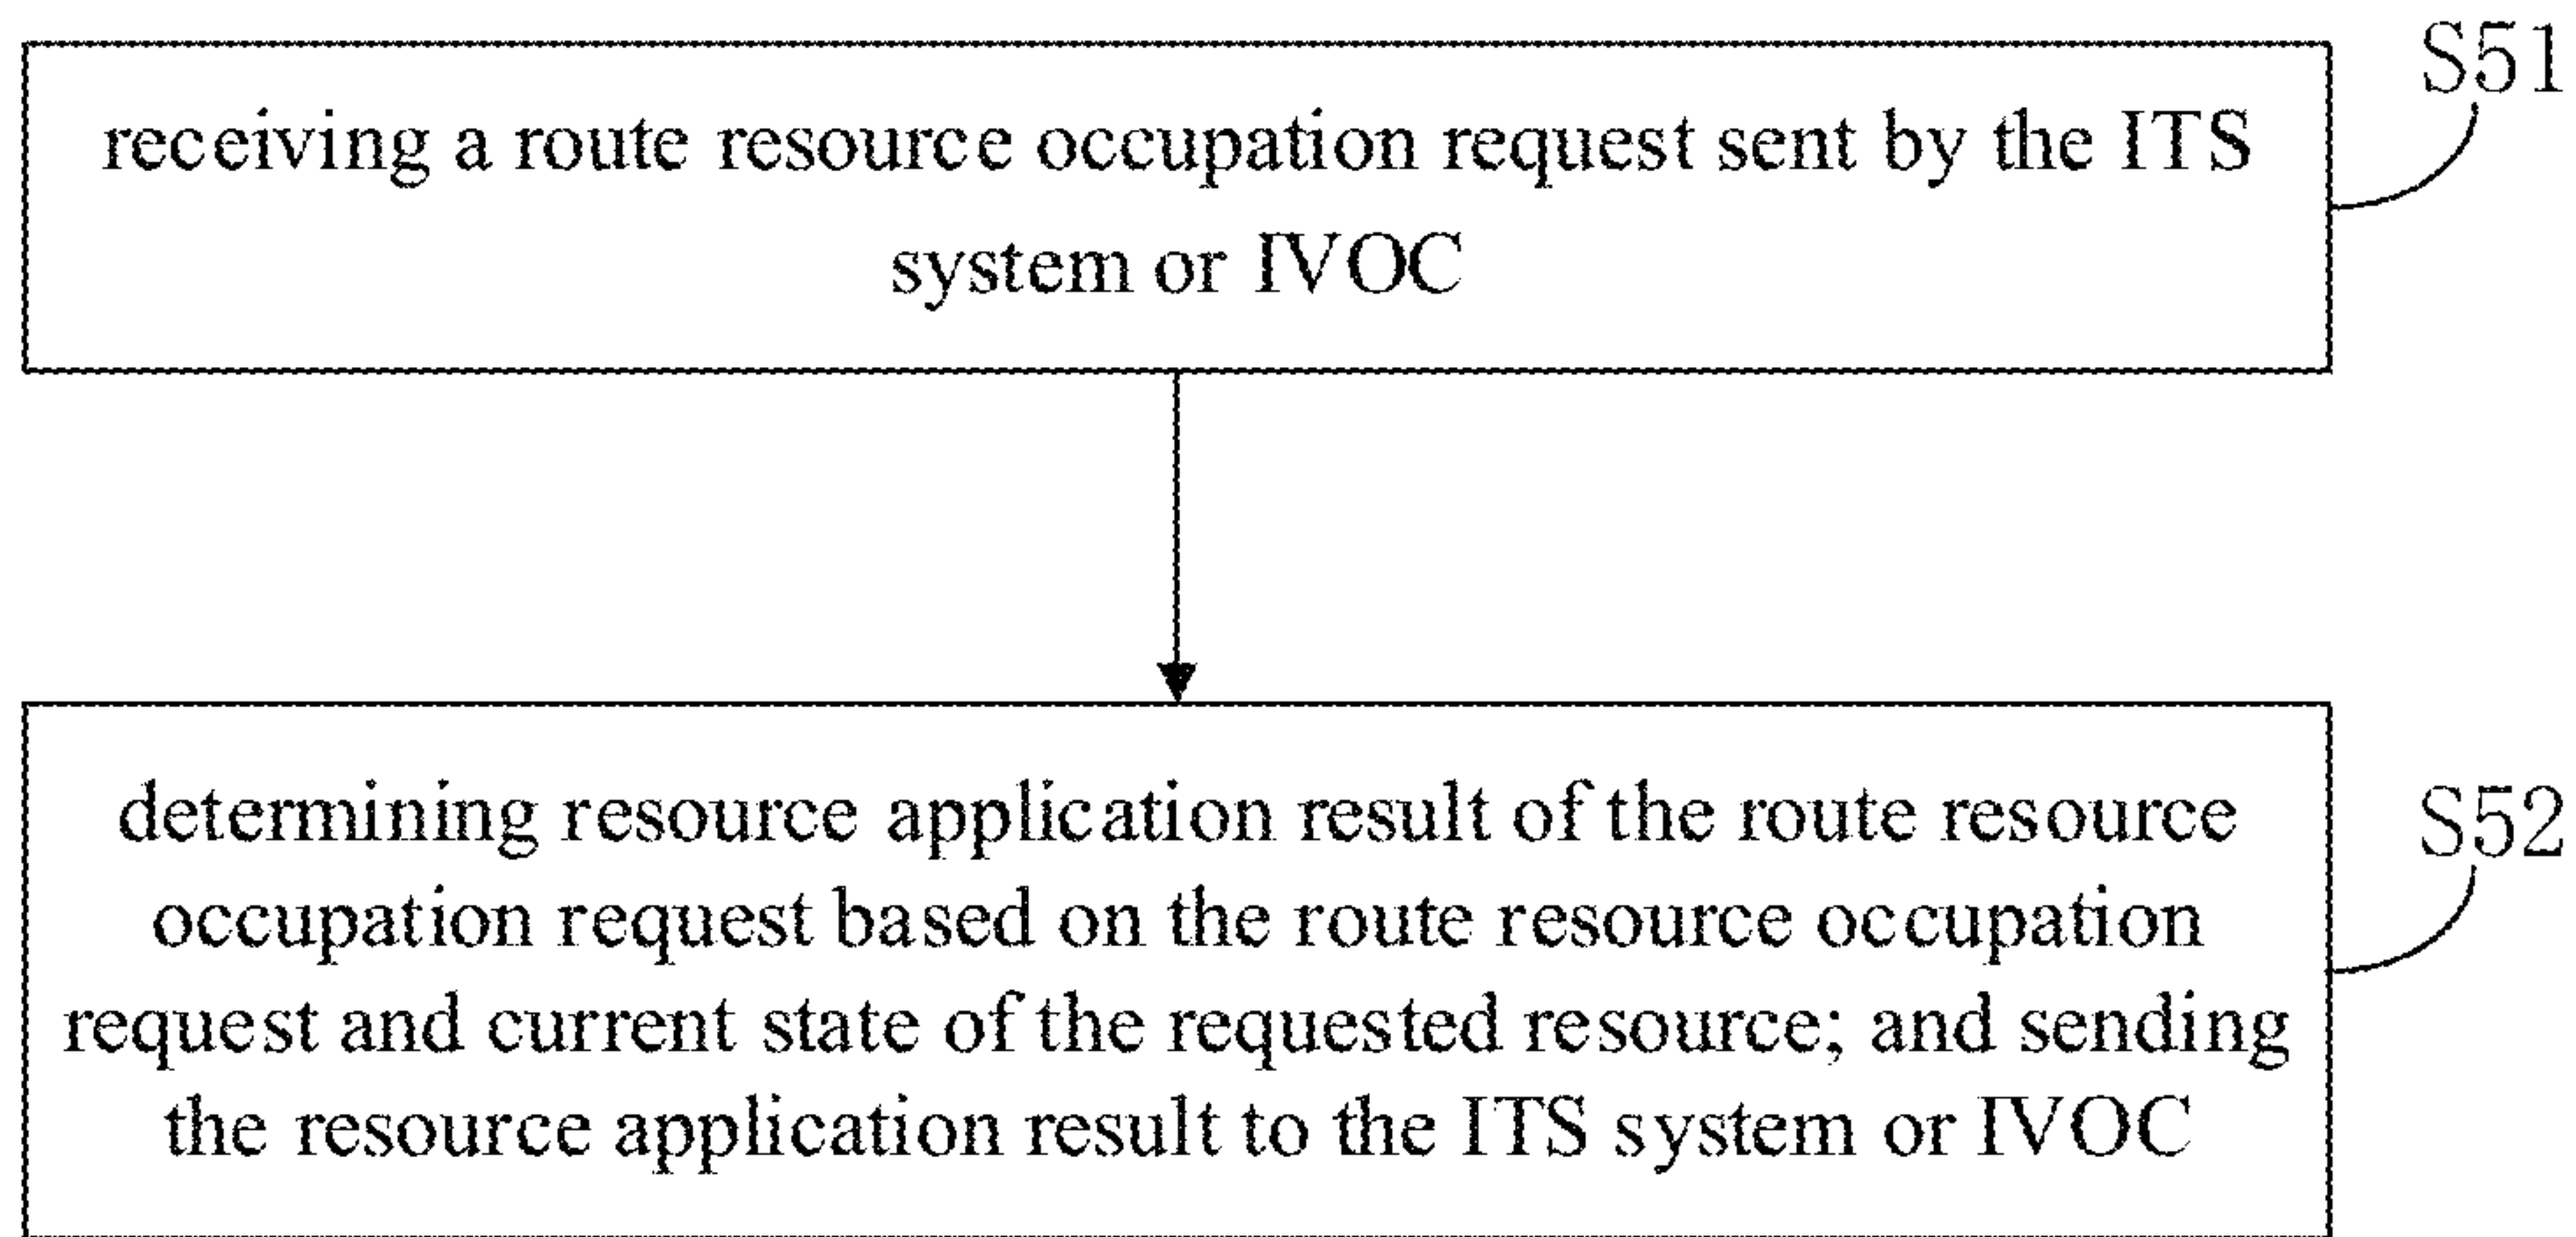 S51
receiving a route resource occupation request sent by the ITS
system or IVOC
determining resource application result of the route resource
S52
occupation request based on the route resource occupation
request and current state of the requested resource; and sending
the resource application result to the ITS system or IVOC